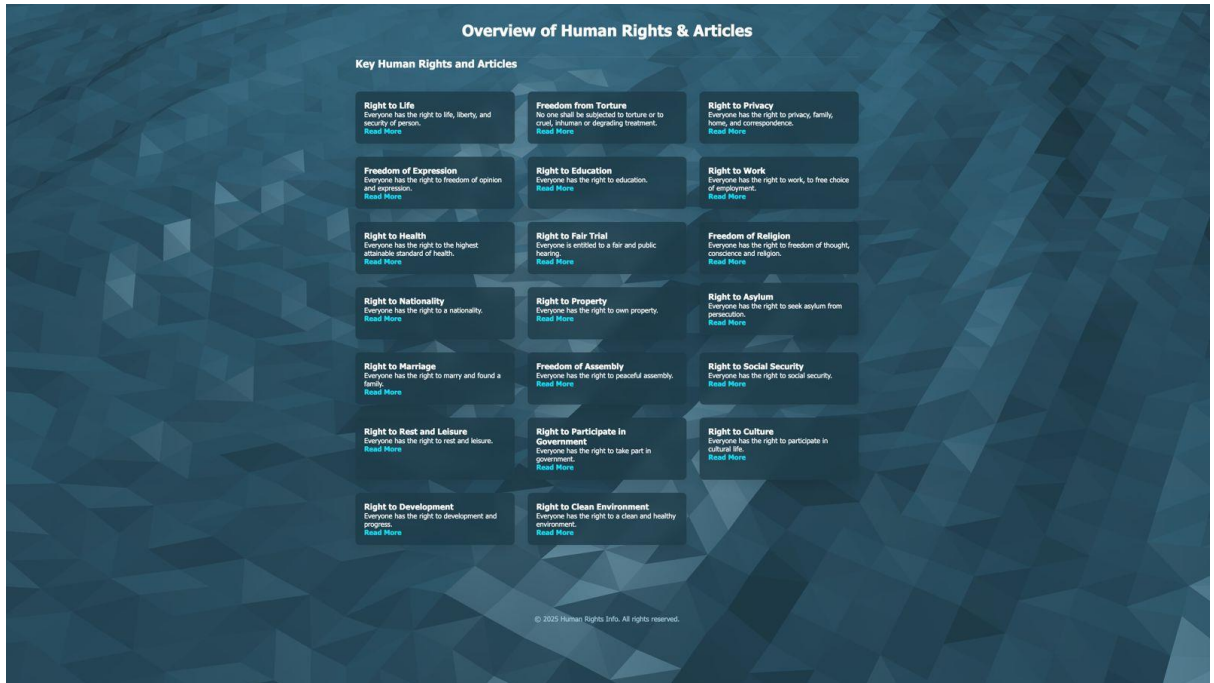 Overview of Human Rights & Articles
Key Human Rights and Articles
Right to Life
Everyone has the right to life, liberty, and
security of person.
Read More
Freedom from Torture
No one shall be subjected to torture or to
cruel, inhuman or degrading treatment.
Read More
Right to Privacy
Everyone has the right to privacy, family,
home, and correspondence.
Read More
Freedom of Expression
Everyone has the right to freedom of opinion
and expression.
Read More
Right to Education
Everyone has the right to education.
Read More
Right to Work
Everyone has the right to work, to free choice
of employment.
Read More
Right to Health
Everyone has the right to the highest
attainable standard of health.
Read More
Right to Fair Trial
Everyone is entitled to a fair and public
hearing.
Read More
Freedom of Religion
Everyone has the right to freedom of thought,
conscience and religion.
Read More
Right to Nationality
Everyone has the right to a nationality.
Read More
Right to Property
Everyone has the right to own property.
Read More
Right to Asylum
Everyone has the right to seek asylum from
persecution.
Read More
Right to Marriage
Everyone has the right to marry and found a
family.
Read More
Freedom of Assembly
Everyone has the right to peaceful assembly.
Read More
Right to Social Security
Everyone has the right to social security.
Read More
Right to Rest and Leisure
Everyone has the right to rest and leisure.
Read More
Right to Participate in
Government
Everyone has the right to take part in
government.
Read More
Right to Culture
Everyone has the right to participate in
cultural life.
Read More
Right to Development
Everyone has the right to development and
progress.
Read More
Right to Clean Environment
Everyone has the right to a clean and healthy
environment.
Read More
© 2025 Human Rights Info. All rights reserved.